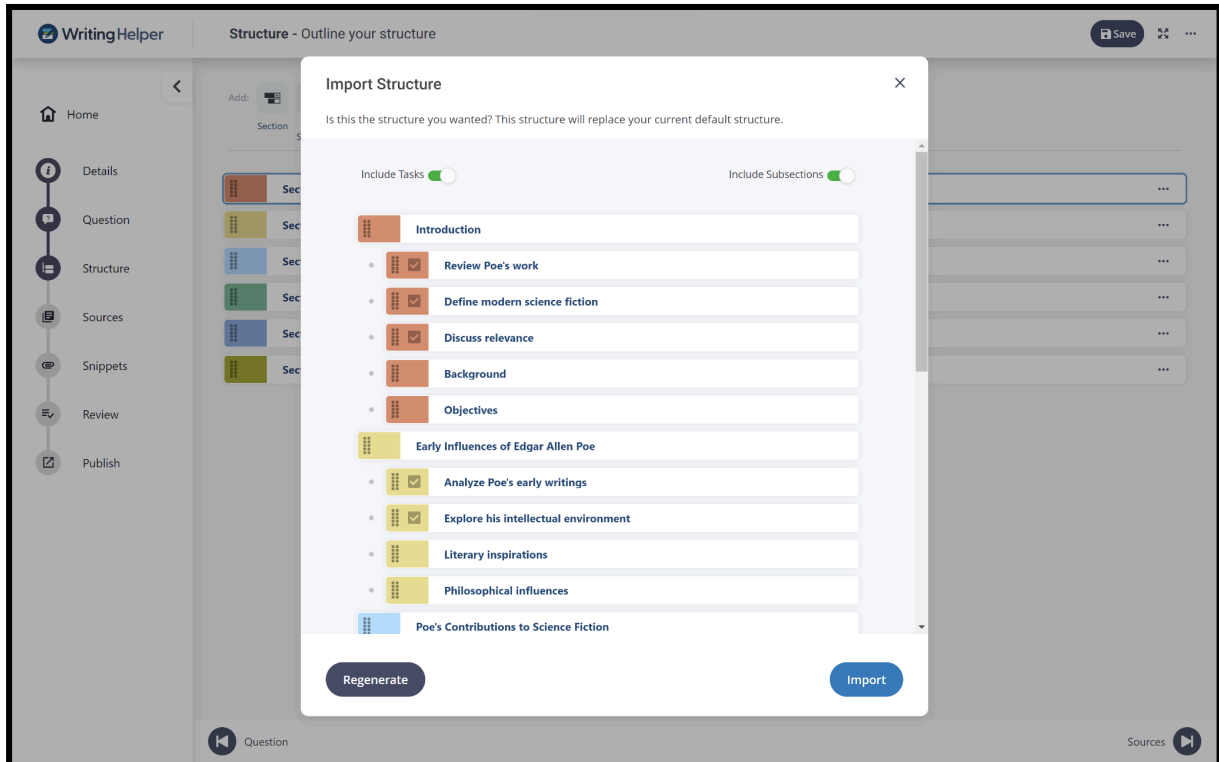 WritingHelper
Structure - Outline your structure
Save
Import Structure
Is this the structure you wanted? This structure will replace your current default structure.
Add:
Section
S
Home
Details
Question
Structure
Sources
Snippets
Review
Publish
Sec
Sec
Sec
Sec
Sec
Sec
Include Tasks
Include Subsections
Introduction
Review Poe's work
Define modern science fiction
Discuss relevance
Background
Objectives
Early Influences of Edgar Allen Poe
Analyze Poe's early writings
Explore his intellectual environment
Literary inspirations
Philosophical influences
Poe's Contributions to Science Fiction
Regenerate
Import
Question
Sources